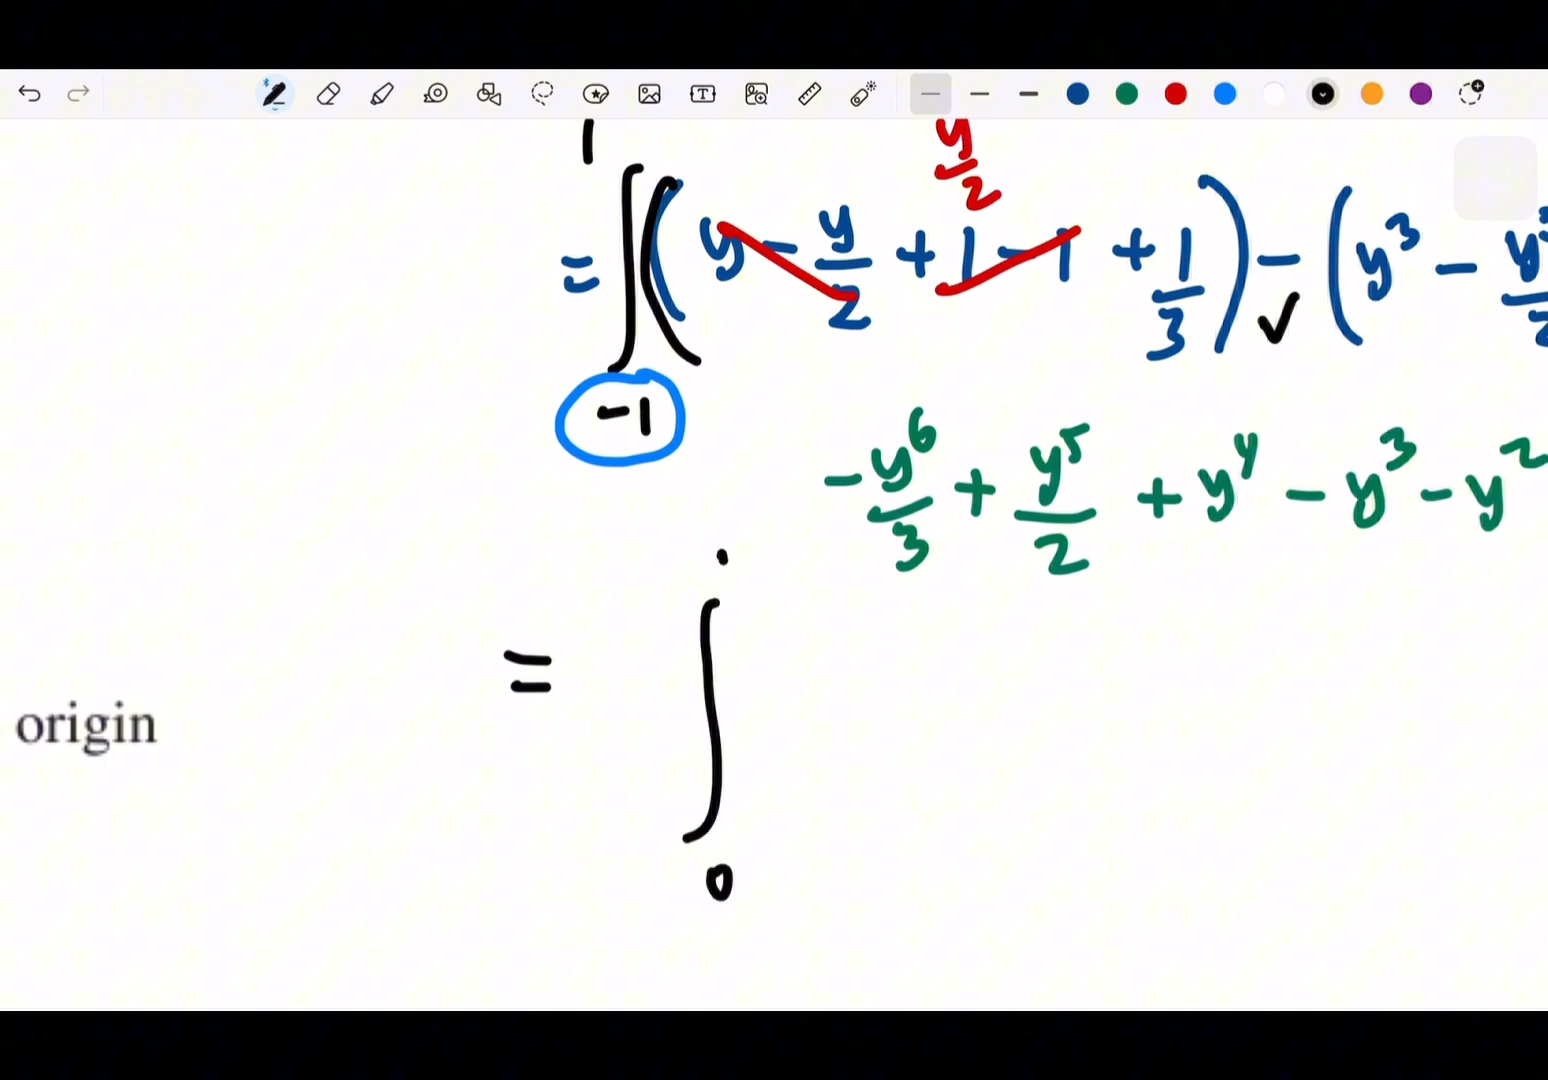 y/2
1
= ∫ ( ( y - y/2 + 1 - 1 + 1/3 ) - ( y³ - y
-1
-y⁶/3 + y⁵/2 + y⁴ - y³ - y²
= ∫
0
origin